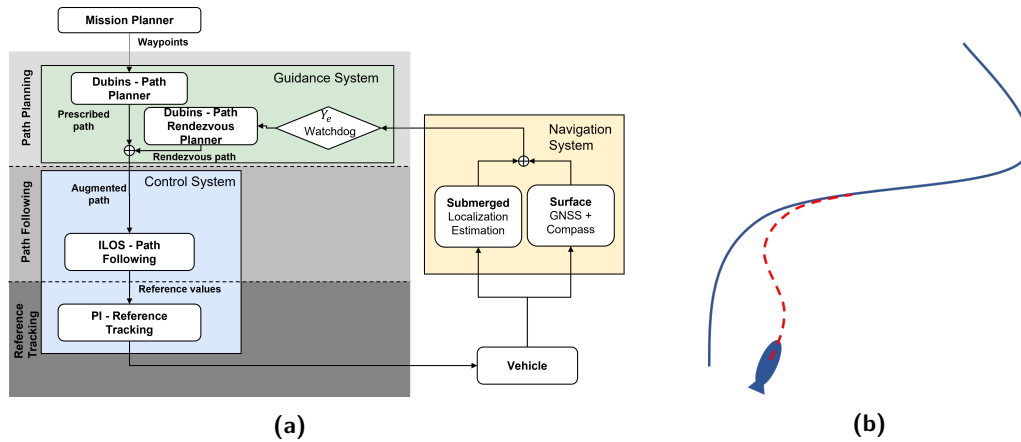 Mission Planner
Waypoints
Path Planning
Guidance System
Dubins - Path
Planner
Prescribed
path
Dubins - Path
Rendezvous
Planner
Rendezvous path
Yₑ
Watchdog
Navigation
System
Submerged
Localization
Estimation
Surface
GNSS +
Compass
Path Following
Control System
Augmented
path
ILOS - Path
Following
Reference values
Reference
Tracking
PI - Reference
Tracking
Vehicle
(a)
(b)